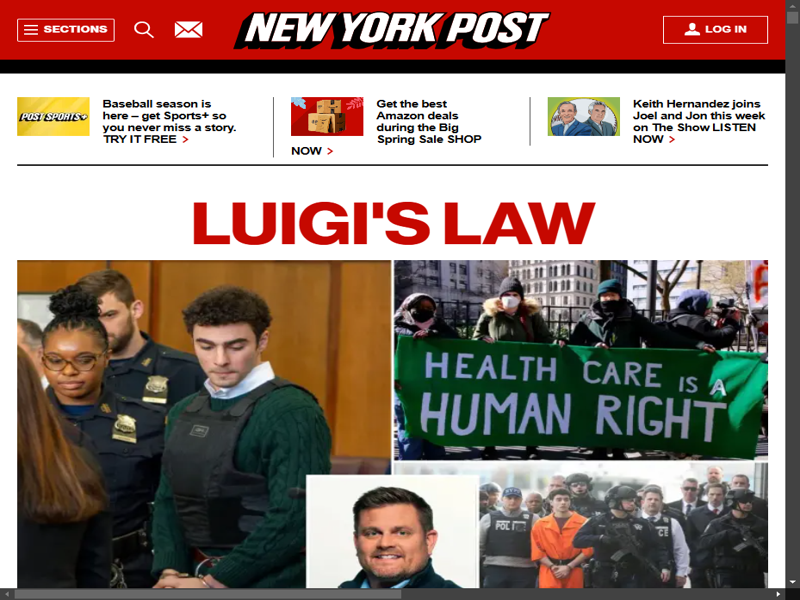 SECTIONS
NEW YORK POST
LOG IN
POST SPORTS+
Baseball season is
here – get Sports+ so
you never miss a story.
TRY IT FREE >
Get the best
Amazon deals
during the Big
Spring Sale SHOP
NOW >
Keith Hernandez joins
Joel and Jon this week
on The Show LISTEN
NOW >
LUIGI'S LAW
HEALTH CARE IS A
HUMAN RIGHT
POLICE